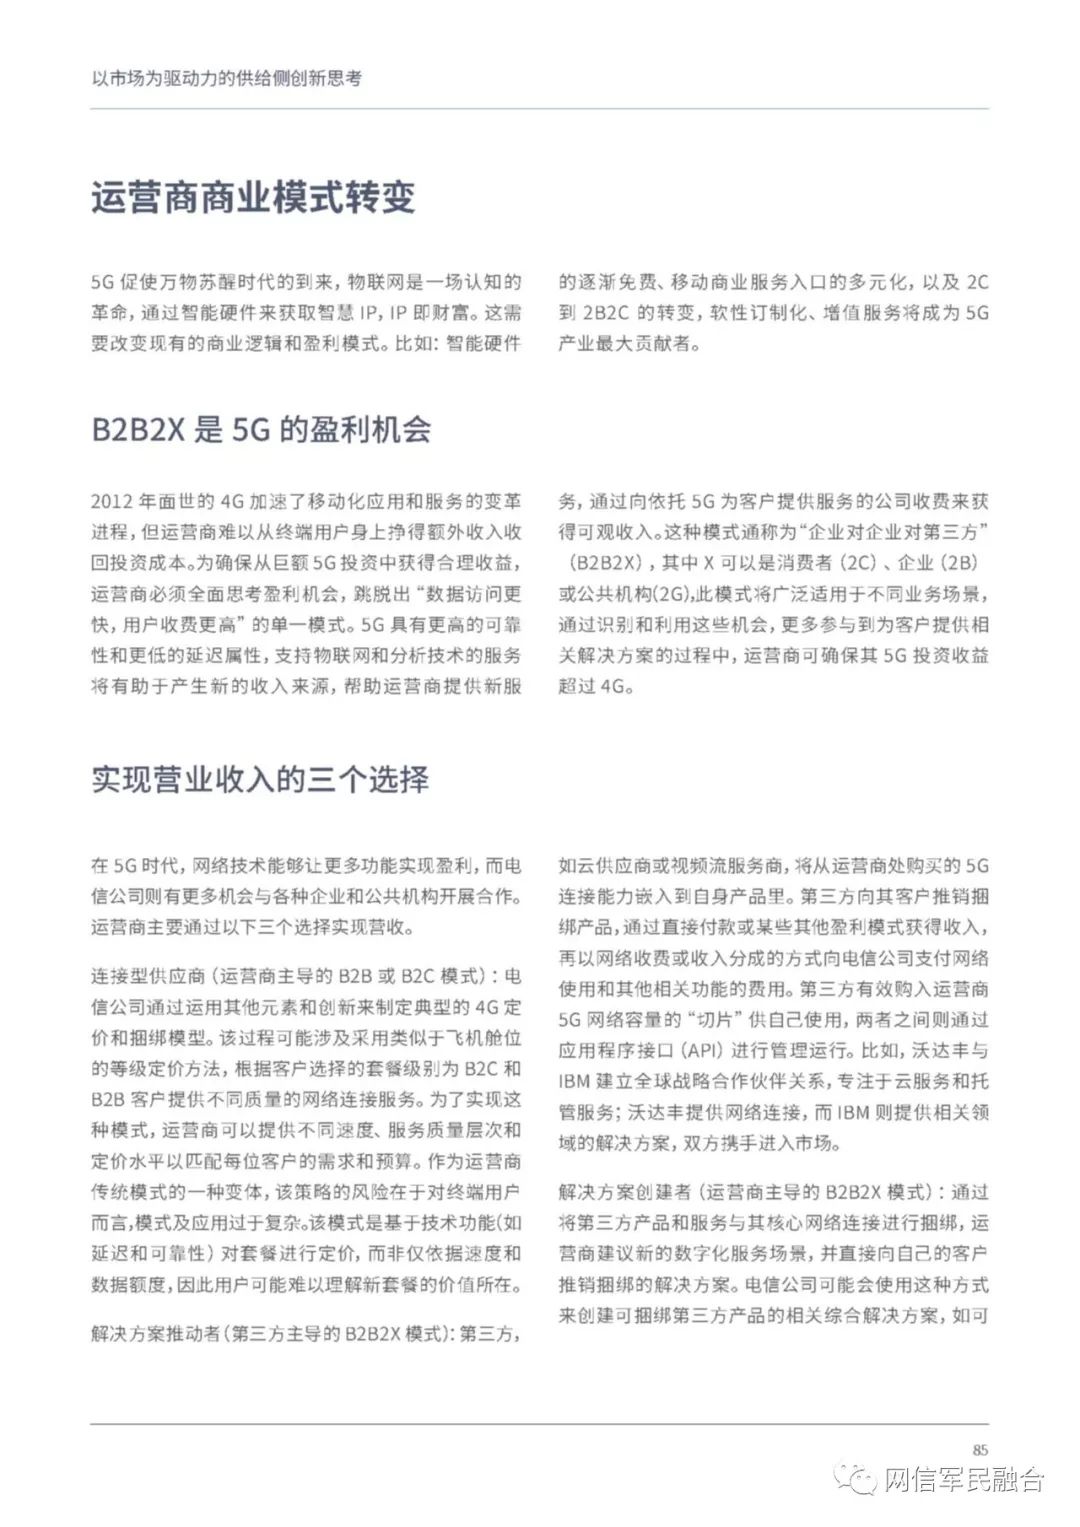 以市场为驱动力的供给侧创新思考
运营商商业模式转变
5G 促使万物苏醒时代的到来，物联网是一场认知的
革命，通过智能硬件来获取智慧 IP，IP 即财富。这需
要改变现有的商业逻辑和盈利模式。比如：智能硬件
的逐渐免费、移动商业服务入口的多元化，以及 2C
到 2B2C 的转变，软性订制化、增值服务将成为 5G
产业最大贡献者。
B2B2X 是 5G 的盈利机会
2012 年面世的 4G 加速了移动化应用和服务的变革
进程，但运营商难以从终端用户身上挣得额外收入收
回投资成本。为确保从巨额 5G 投资中获得合理收益，
运营商必须全面思考盈利机会，跳脱出 “数据访问更
快，用户收费更高” 的单一模式。5G 具有更高的可靠
性和更低的延迟属性，支持物联网和分析技术的服务
将有助于产生新的收入来源，帮助运营商提供新服
务，通过向依托 5G 为客户提供服务的公司收费来获
得可观收入。这种模式通称为“企业对企业对第三方”
（B2B2X），其中 X 可以是消费者（2C）、企业（2B）
或公共机构(2G),此模式将广泛适用于不同业务场景，
通过识别和利用这些机会，更多参与到为客户提供相
关解决方案的过程中，运营商可确保其 5G 投资收益
超过 4G。
实现营业收入的三个选择
在 5G 时代，网络技术能够让更多功能实现盈利，而电
信公司则有更多机会与各种企业和公共机构开展合作。
运营商主要通过以下三个选择实现营收。
连接型供应商（运营商主导的 B2B 或 B2C 模式）：电
信公司通过运用其他元素和创新来制定典型的 4G 定
价和捆绑模型。该过程可能涉及采用类似于飞机舱位
的等级定价方法，根据客户选择的套餐级别为 B2C 和
B2B 客户提供不同质量的网络连接服务。为了实现这
种模式，运营商可以提供不同速度、服务质量层次和
定价水平以匹配每位客户的需求和预算。作为运营商
传统模式的一种变体，该策略的风险在于对终端用户
而言,模式及应用过于复杂。该模式是基于技术功能(如
延迟和可靠性）对套餐进行定价，而非仅依据速度和
数据额度，因此用户可能难以理解新套餐的价值所在。
解决方案推动者（第三方主导的 B2B2X 模式）：第三方，
如云供应商或视频流服务商，将从运营商处购买的 5G
连接能力嵌入到自身产品里。第三方向其客户推销捆
绑产品，通过直接付款或某些其他盈利模式获得收入，
再以网络收费或收入分成的方式向电信公司支付网络
使用和其他相关功能的费用。第三方有效购入运营商
5G 网络容量的 “切片” 供自己使用，两者之间则通过
应用程序接口（API）进行管理运行。比如，沃达丰与
IBM 建立全球战略合作伙伴关系，专注于云服务和托
管服务；沃达丰提供网络连接，而 IBM 则提供相关领
域的解决方案，双方携手进入市场。
解决方案创建者（运营商主导的 B2B2X 模式）：通过
将第三方产品和服务与其核心网络连接进行捆绑，运
营商建议新的数字化服务场景，并直接向自己的客户
推销捆绑的解决方案。电信公司可能会使用这种方式
来创建可捆绑第三方产品的相关综合解决方案，如可
85
网信军民融合